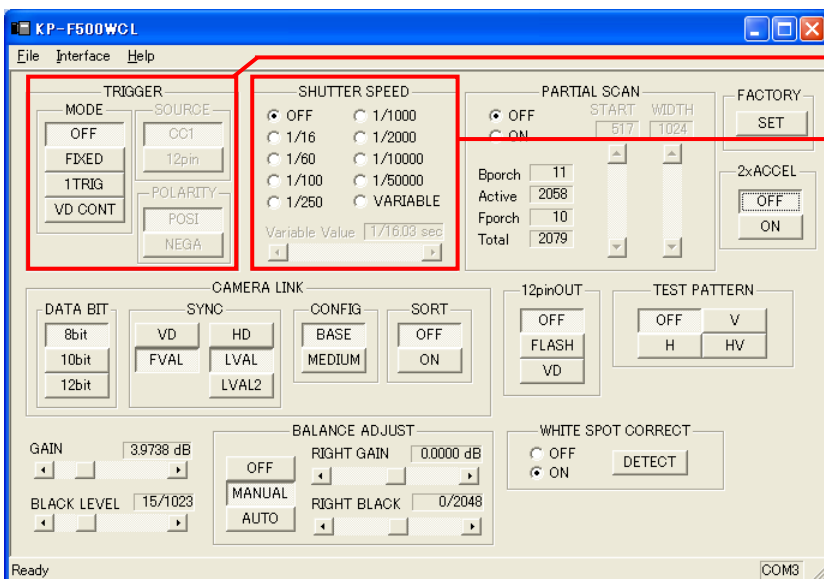 KP-F500WCL
File Interface Help
TRIGGER
MODE
OFF
FIXED
1TRIG
VD CONT
SOURCE
CC1
12pin
POLARITY
POSI
NEGA
SHUTTER SPEED
OFF 1/1000
1/16 1/2000
1/60 1/10000
1/100 1/50000
1/250 VARIABLE
Variable Value 1/16.03 sec
PARTIAL SCAN
OFF
ON
START WIDTH
517 1024
Bporch 11
Active 2058
Fporch 10
Total 2079
FACTORY
SET
2xACCEL
OFF
ON
CAMERA LINK
DATA BIT
8bit
10bit
12bit
SYNC
VD HD
FVAL LVAL
LVAL2
CONFIG
BASE
MEDIUM
SORT
OFF
ON
12pinOUT
OFF
FLASH
VD
TEST PATTERN
OFF V
H HV
GAIN 3.9738 dB
BLACK LEVEL 15/1023
BALANCE ADJUST
OFF
MANUAL
AUTO
RIGHT GAIN 0.0000 dB
RIGHT BLACK 0/2048
WHITE SPOT CORRECT
OFF
ON
DETECT
Ready COM3